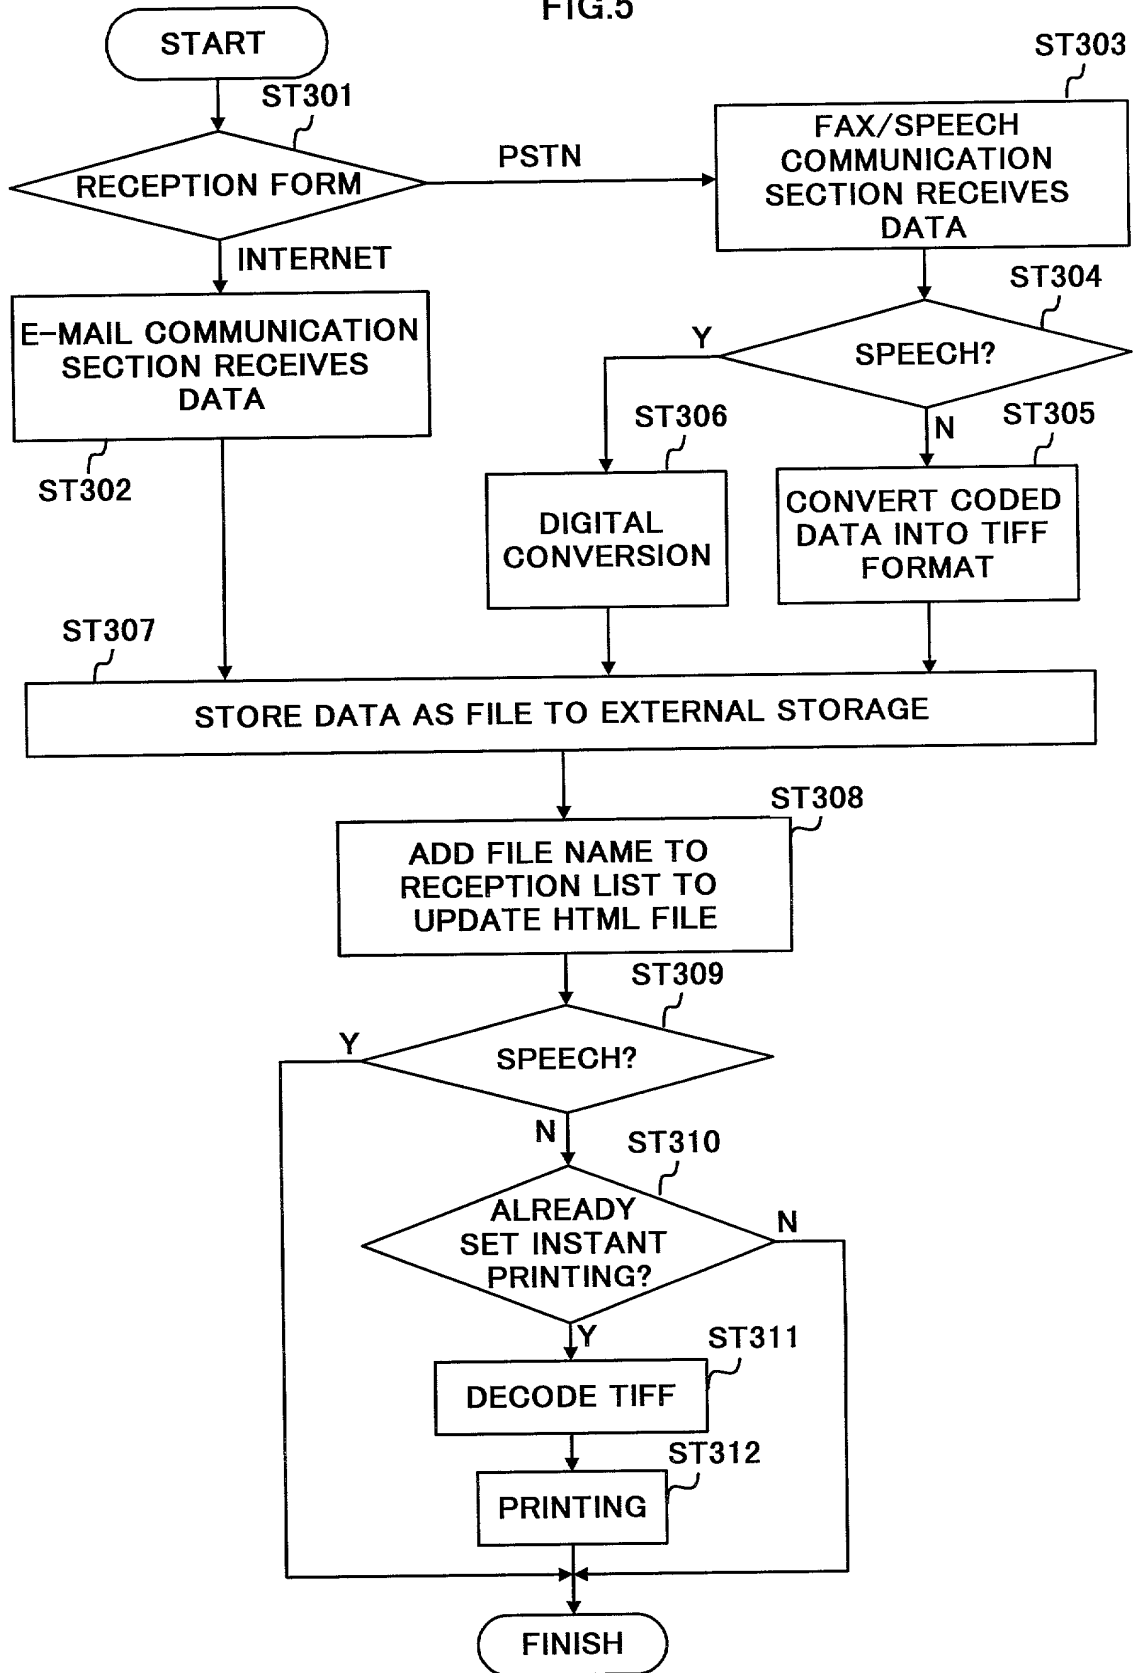 FIG.5
START
ST301
RECEPTION FORM
PSTN
ST303
FAX/SPEECH
COMMUNICATION
SECTION RECEIVES
DATA
INTERNET
E-MAIL COMMUNICATION
SECTION RECEIVES
DATA
ST302
ST304
SPEECH?
Y
N
ST306
DIGITAL
CONVERSION
ST305
CONVERT CODED
DATA INTO TIFF
FORMAT
ST307
STORE DATA AS FILE TO EXTERNAL STORAGE
ST308
ADD FILE NAME TO
RECEPTION LIST TO
UPDATE HTML FILE
ST309
SPEECH?
Y
N
ST310
ALREADY
SET INSTANT
PRINTING?
N
Y
ST311
DECODE TIFF
ST312
PRINTING
FINISH